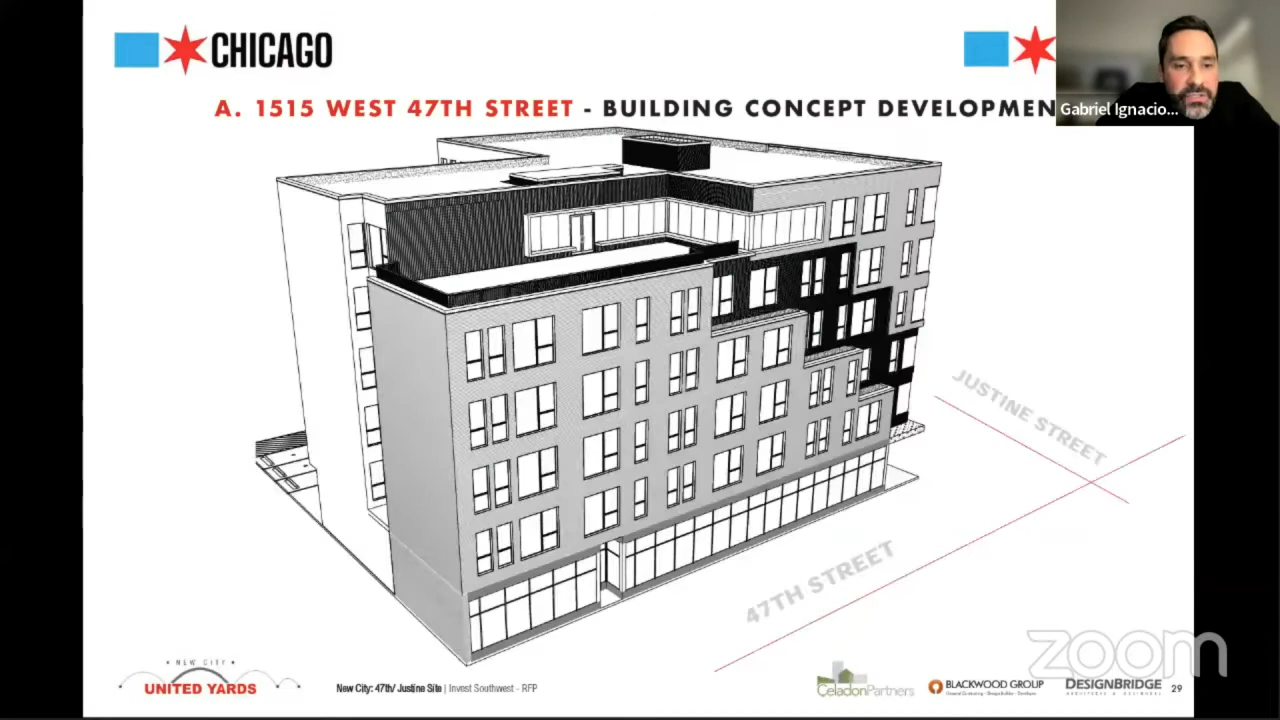 CHICAGO
A. 1515 WEST 47TH STREET - BUILDING CONCEPT DEVELOPMEN
Gabriel Ignacio...
JUSTINE STREET
47TH STREET
zoom
• NEW CITY •
UNITED YARDS
New City: 47th/ Justine Site | Invest Southwest - RFP
CeladonPartners
BLACKWOOD GROUP
DESIGNBRIDGE
29